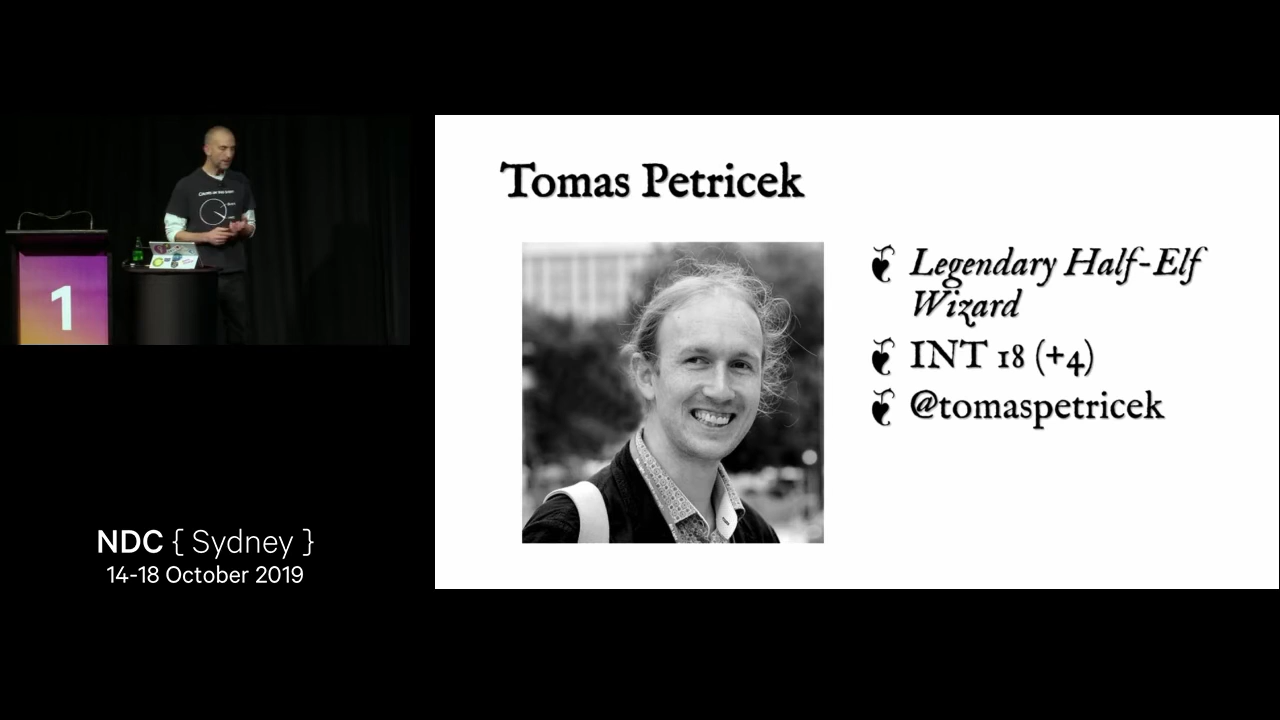 Tomas Petricek
Legendary Half-Elf
Wizard
INT 18 (+4)
@tomaspetricek
1
NDC { Sydney }
14-18 October 2019